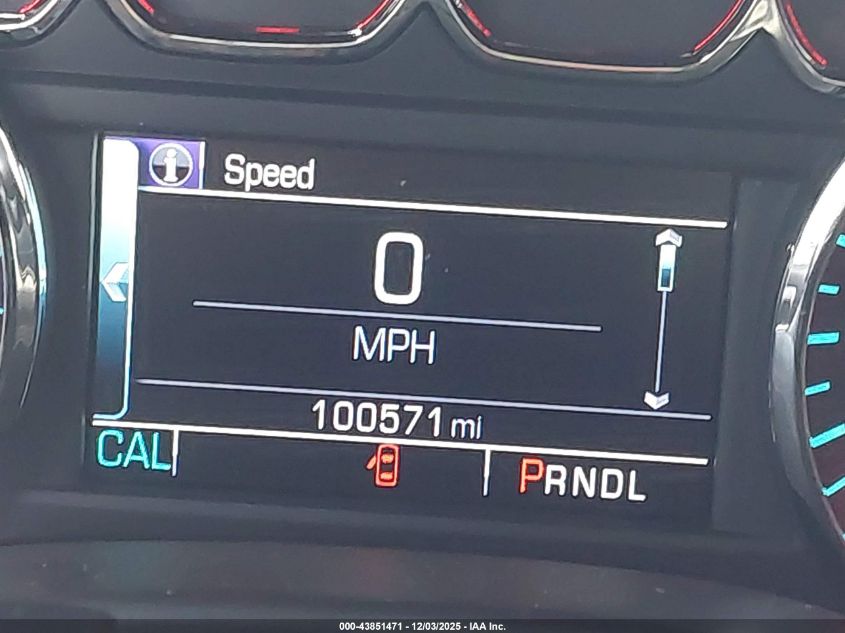 Speed
0
MPH
100571 mi
CAL
PRNDL
000-43851471 - 12/03/2025 - IAA Inc.